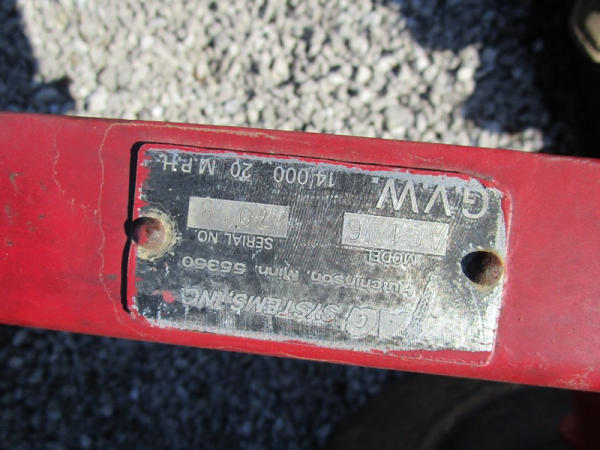 AG SYSTEMS, INC.
Hutchinson, Minn. 55350
MODEL SERIAL NO.
G.V.W. 14,000 20 M.P.H.